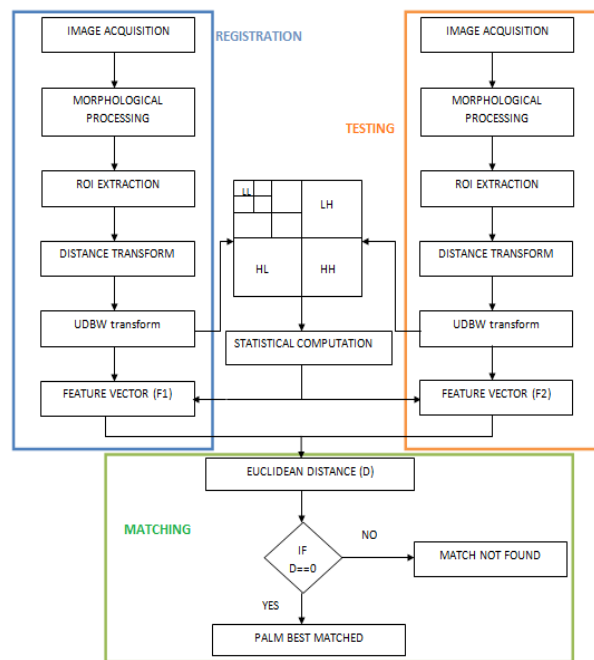 IMAGE ACQUISITION
REGISTRATION
MORPHOLOGICAL
PROCESSING
ROI EXTRACTION
DISTANCE TRANSFORM
UDBW transform
FEATURE VECTOR (F1)
LL
LH
HL
HH
STATISTICAL COMPUTATION
IMAGE ACQUISITION
TESTING
MORPHOLOGICAL
PROCESSING
ROI EXTRACTION
DISTANCE TRANSFORM
UDBW transform
FEATURE VECTOR (F2)
EUCLIDEAN DISTANCE (D)
MATCHING
IF
D==0
NO
MATCH NOT FOUND
YES
PALM BEST MATCHED